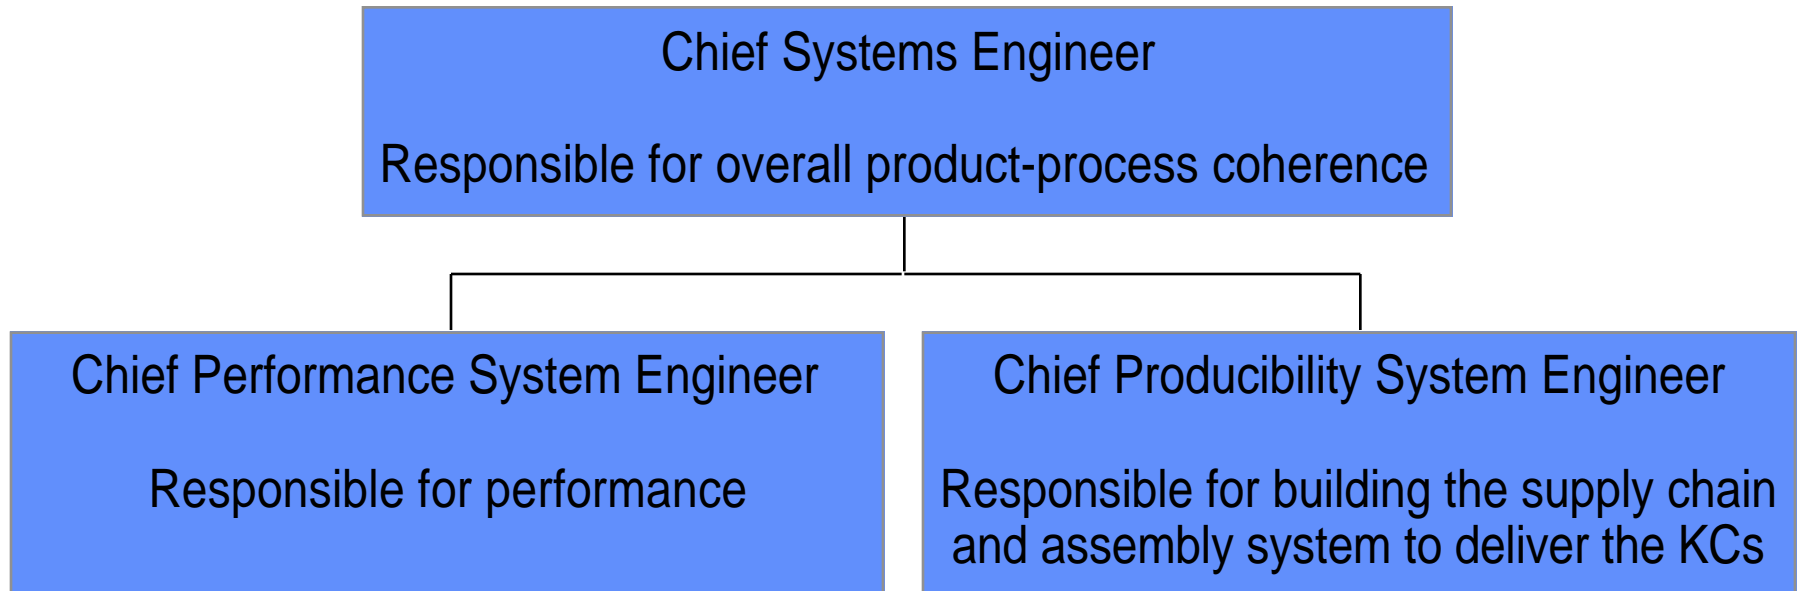 Chief Systems Engineer
Responsible for overall product-process coherence
Chief Performance System Engineer
Responsible for performance
Chief Producibility System Engineer
Responsible for building the supply chain
and assembly system to deliver the KCs